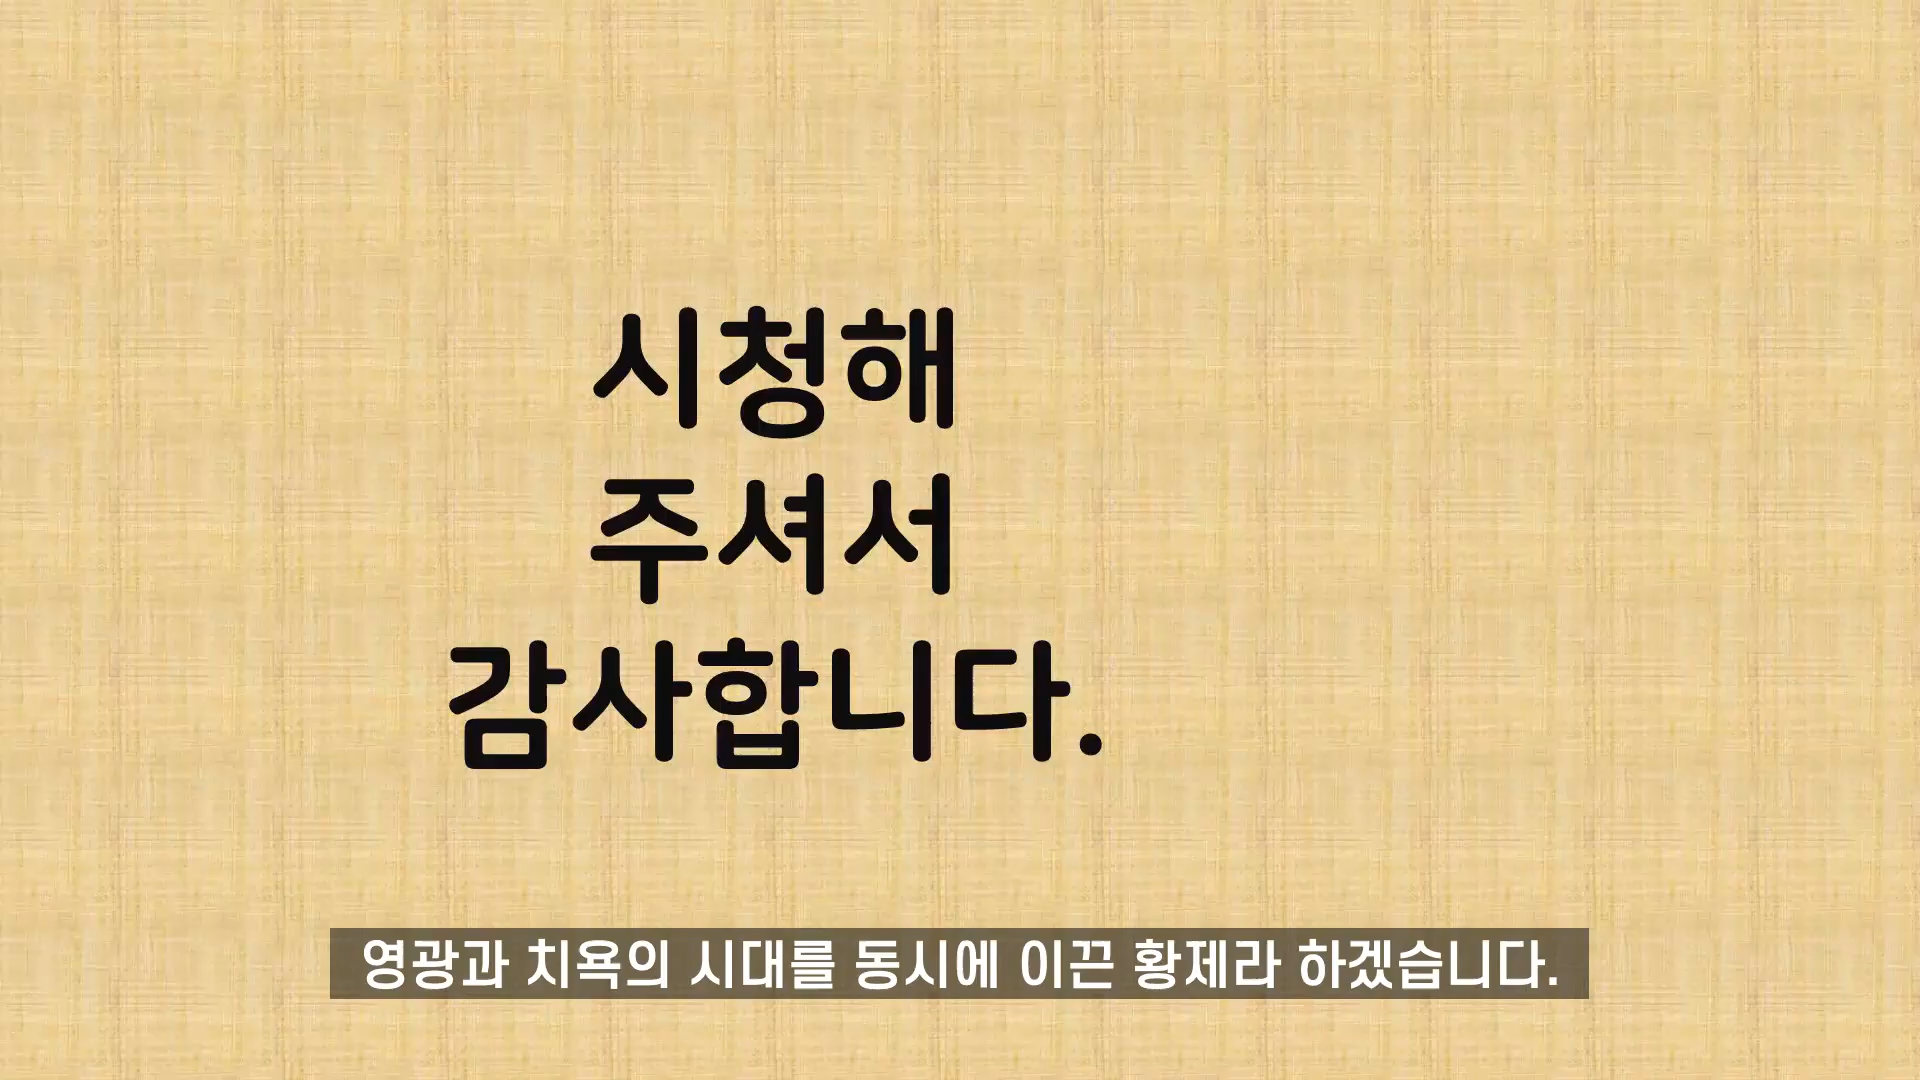 시청해
주셔서
감사합니다.
영광과 치욕의 시대를 동시에 이끈 황제라 하겠습니다.